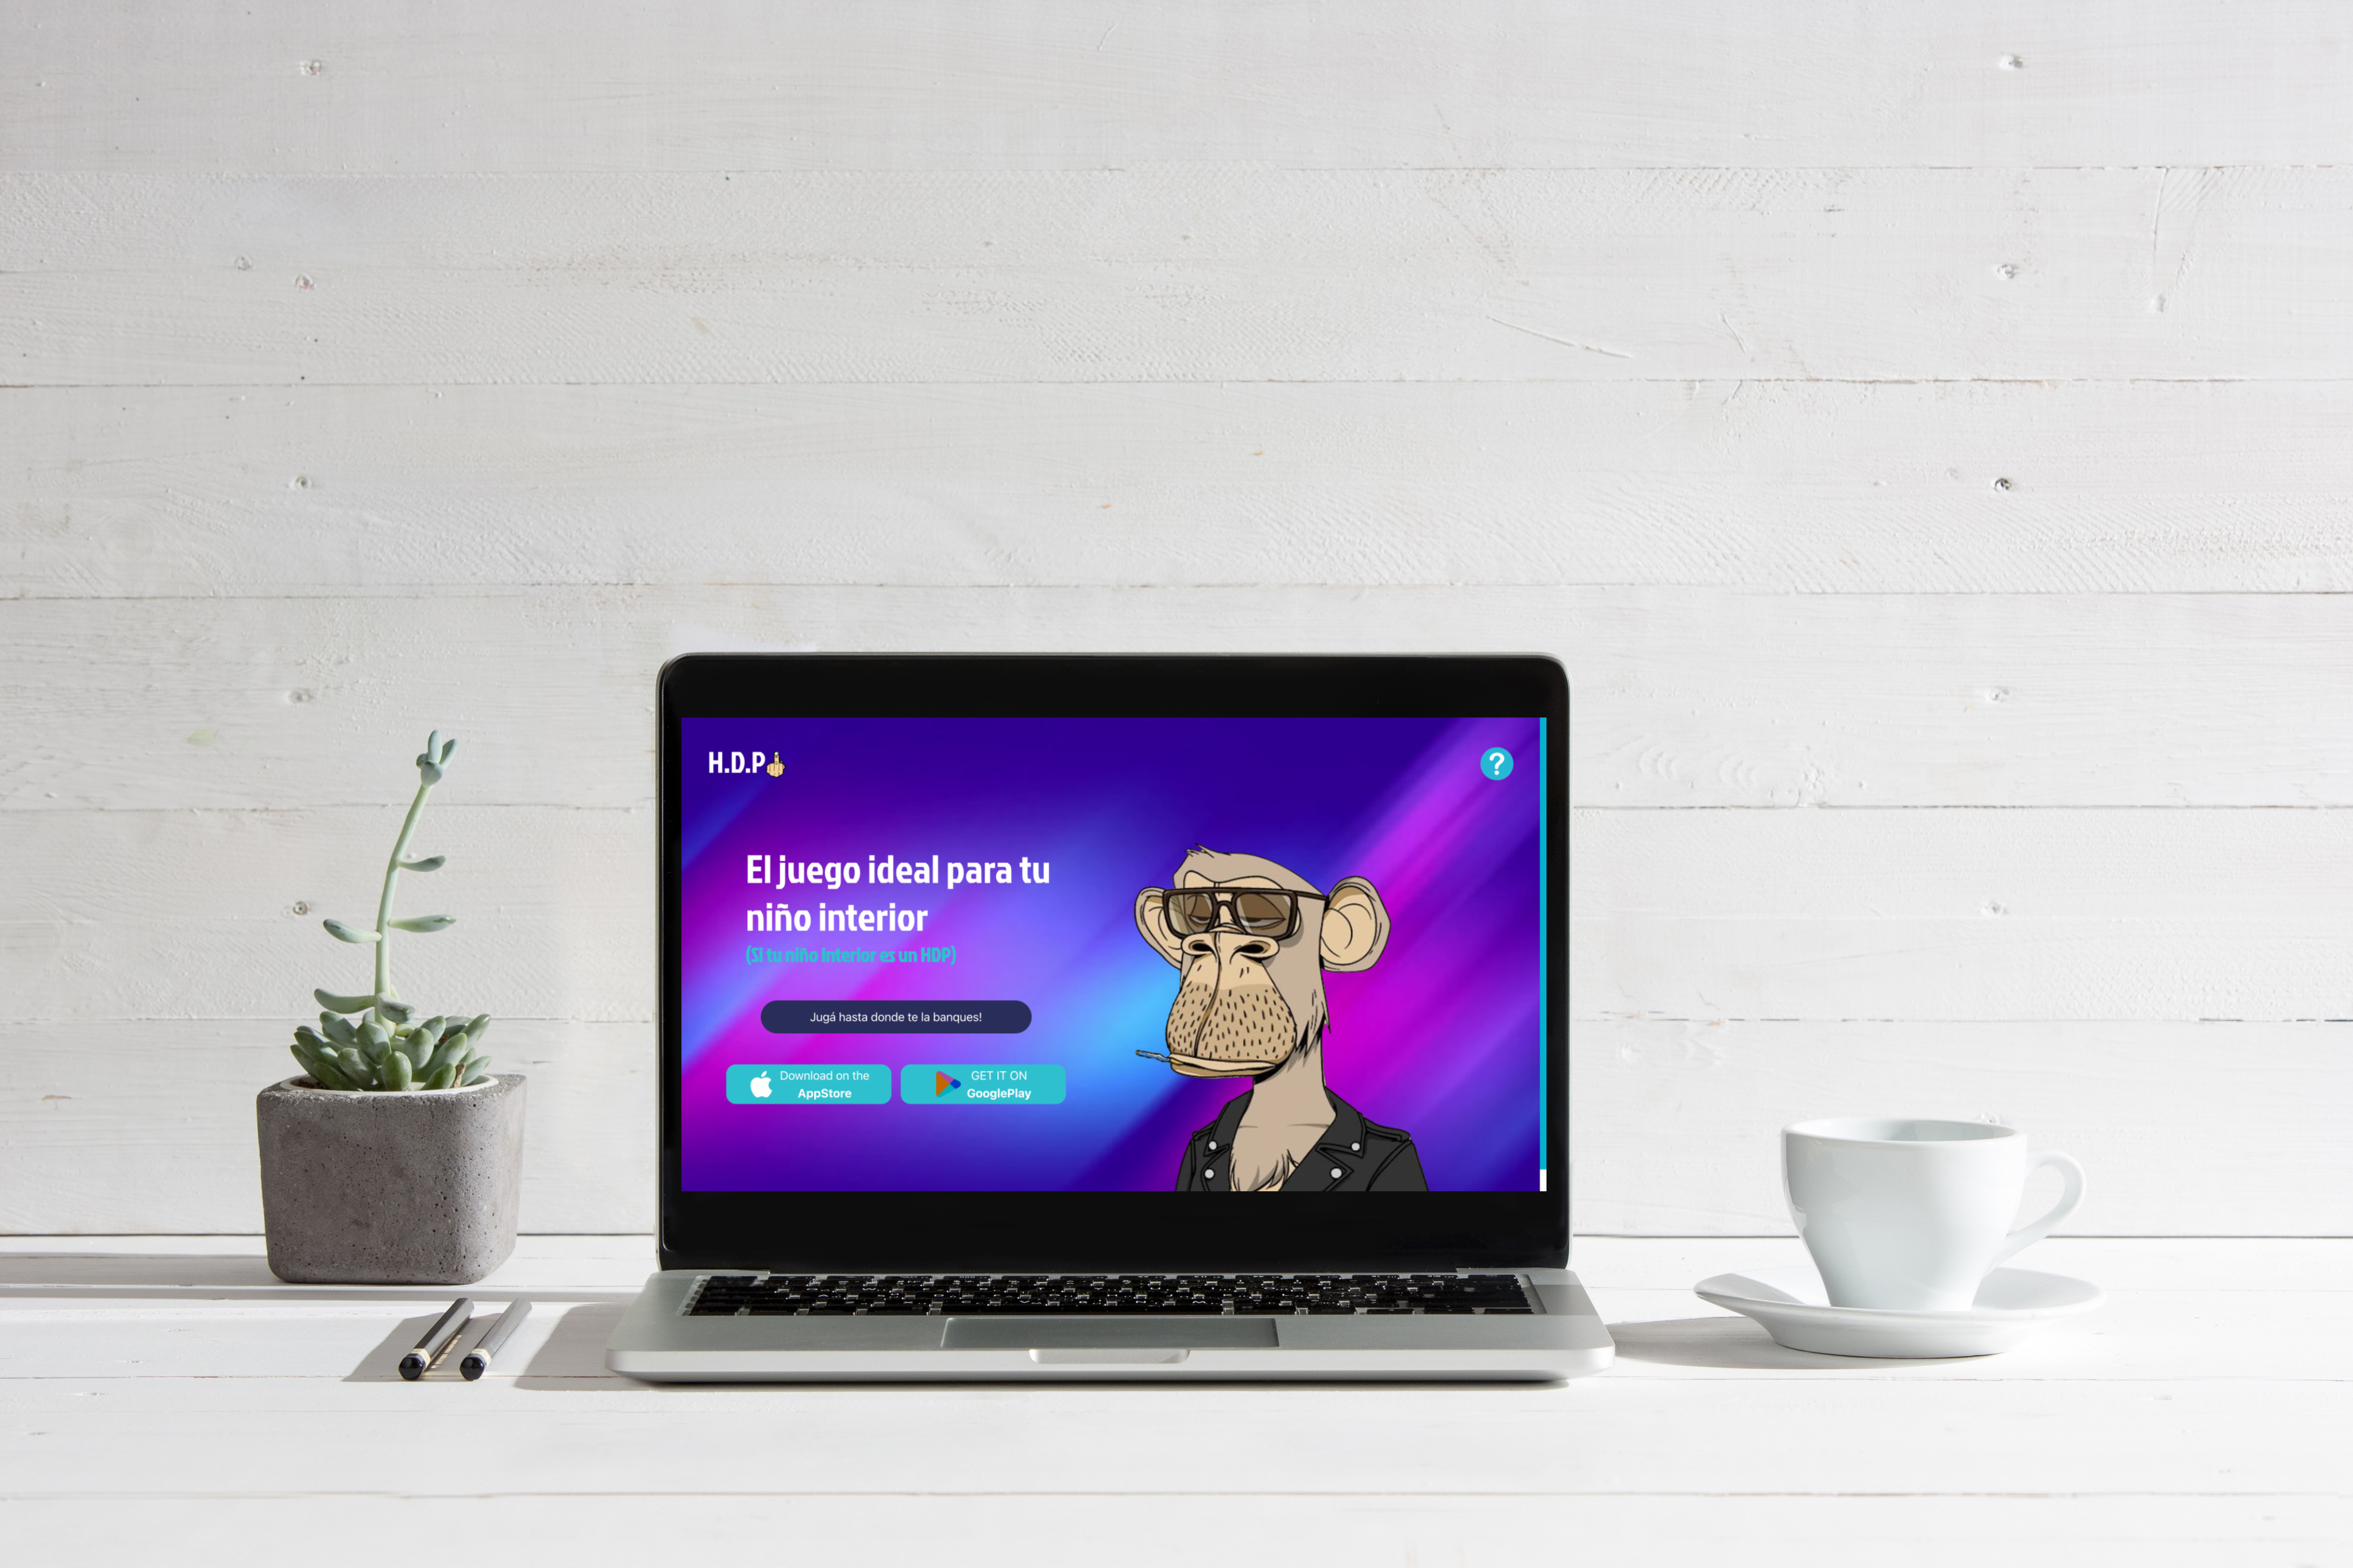 H.D.P
?
El juego ideal para tu
niño interior
(Si tu niño interior es un HDP)
Jugá hasta donde te la banques!
Download on the
AppStore
GET IT ON
GooglePlay